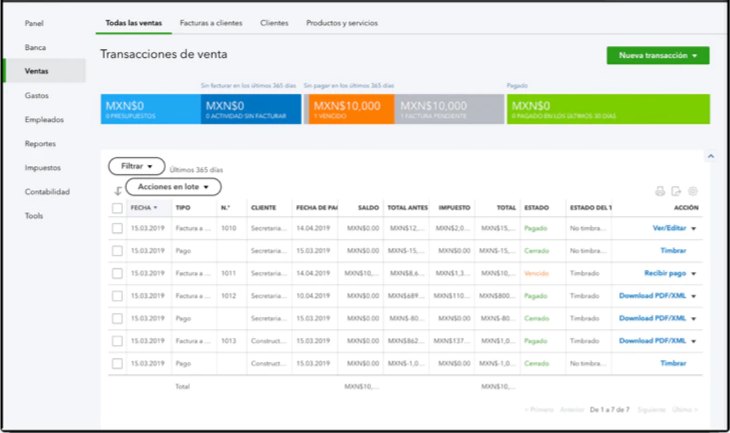 Panel
Banca
Ventas
Gastos
Empleados
Reportes
Impuestos
Contabilidad
Tools
Todas las ventas Facturas a clientes Clientes Productos y servicios
Transacciones de venta
Nueva transacción
Sin facturar en los últimos 365 días Sin pagar en los últimos 365 días Pagado
MXN$0 MXN$0 MXN$10,000 MXN$10,000 MXN$0
0 PRESUPUESTOS 0 ACTIVIDAD SIN FACTURAR 1 VENCIDO 1 FACTURA PENDIENTE 0 PAGADO EN LOS ÚLTIMOS 30 DÍAS
Filtrar Últimos 365 días
Acciones en lote
FECHA TIPO N.° CLIENTE FECHA DE PA SALDO TOTAL ANTES IMPUESTO TOTAL ESTADO ESTADO DEL T ACCIÓN
15.03.2019 Factura a ... 1010 Secretaria... 14.04.2019 MXN$0.00 MXN$12,... MXN$2,0... MXN$15,... Pagado No timbra... Ver/Editar
15.03.2019 Pago Secretaria... 15.03.2019 MXN$0.00 MXN$-15,... MXN$0.00 MXN$-15,... Cerrado No timbra... Timbrar
15.03.2019 Factura a ... 1011 Secretaria... 14.04.2019 MXN$10,... MXN$8,6... MXN$1,3... MXN$10,... Vencido Timbrado Recibir pago
15.03.2019 Factura a ... 1012 Secretaria... 10.04.2019 MXN$0.00 MXN$689... MXN$110... MXN$800... Pagado Timbrado Download PDF/XML
15.03.2019 Pago Secretaria... 15.03.2019 MXN$0.00 MXN$-80... MXN$0.00 MXN$-80... Cerrado Timbrado Download PDF/XML
15.03.2019 Factura a ... 1013 Construct... 15.03.2019 MXN$0.00 MXN$862... MXN$137... MXN$1,0... Pagado Timbrado Download PDF/XML
15.03.2019 Pago Construct... 15.03.2019 MXN$0.00 MXN$-1,0... MXN$0.00 MXN$-1,0... Cerrado No timbra... Timbrar
Total MXN$10,... MXN$10,...
< Primero Anterior De 1 a 7 de 7 Siguiente Último >